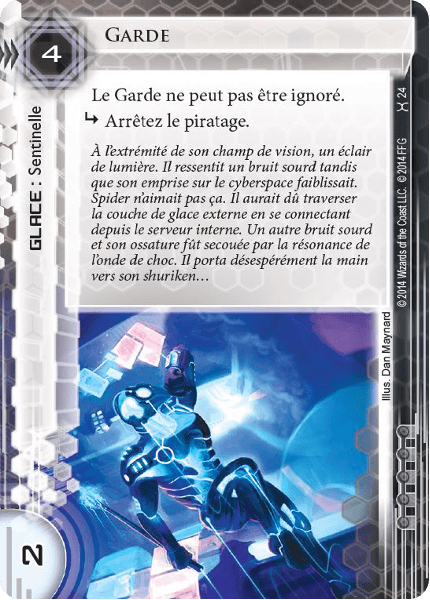 GARDE
4
GLACE : Sentinelle
Le Garde ne peut pas être ignoré.
↳ Arrêtez le piratage.
À l'extrémité de son champ de vision, un éclair
de lumière. Il ressentit un bruit sourd tandis
que son emprise sur le cyberspace faiblissait.
Spider n'aimait pas ça. Il aurait dû traverser
la couche de glace externe en se connectant
depuis le serveur interne. Un autre bruit sourd
et son ossature fût secouée par la résonance de
l'onde de choc. Il porta désespérément la main
vers son shuriken…
24
© 2014 Wizards of the Coast LLC. © 2014 FFG
Illus. Dan Maynard
2